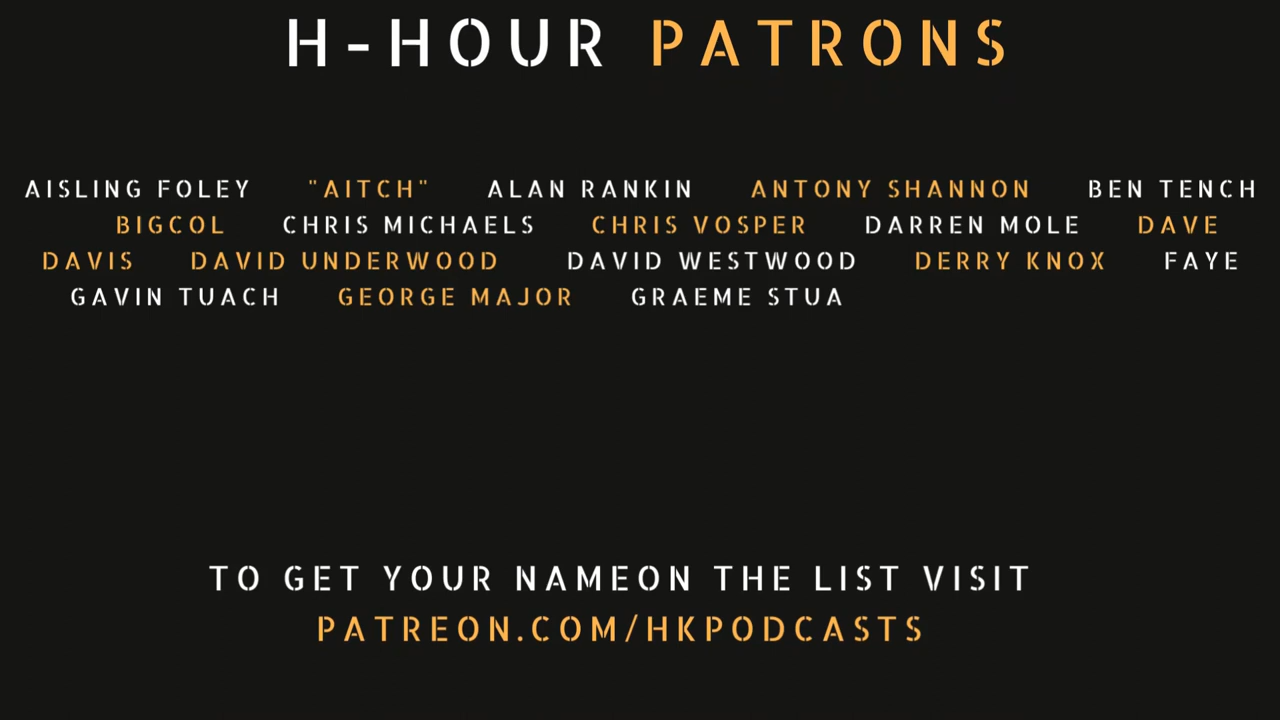 H-HOUR PATRONS
AISLING FOLEY "AITCH" ALAN RANKIN ANTONY SHANNON BEN TENCH
BIGCOL CHRIS MICHAELS CHRIS VOSPER DARREN MOLE DAVE
DAVIS DAVID UNDERWOOD DAVID WESTWOOD DERRY KNOX FAYE
GAVIN TUACH GEORGE MAJOR GRAEME STUA
TO GET YOUR NAMEON THE LIST VISIT
PATREON.COM/HKPODCASTS